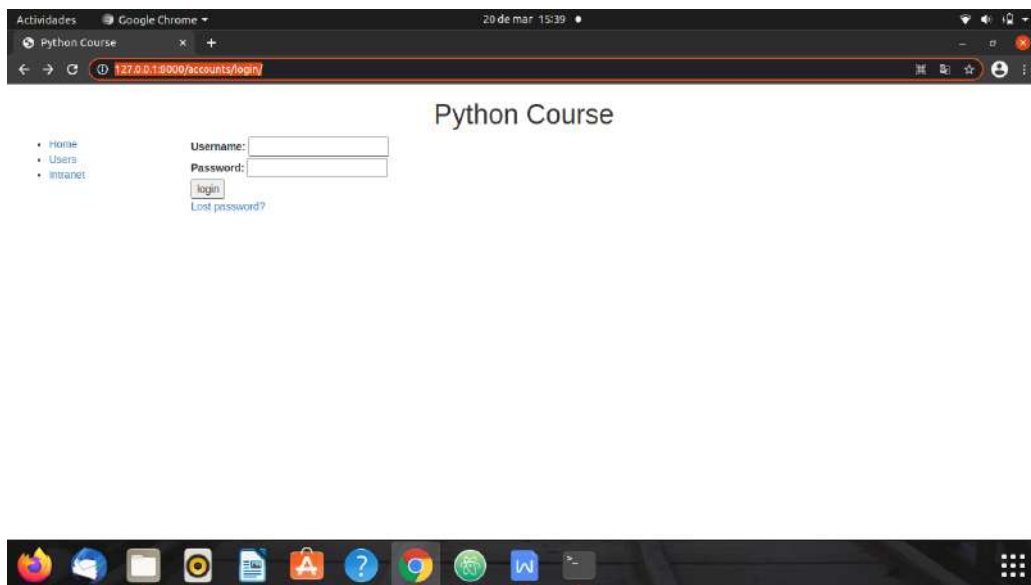 Actividades Google Chrome 20 de mar 15:39
Python Course
127.0.0.1:8000/accounts/login/
Python Course
Home
Users
Intranet
Username:
Password:
login
Lost password?